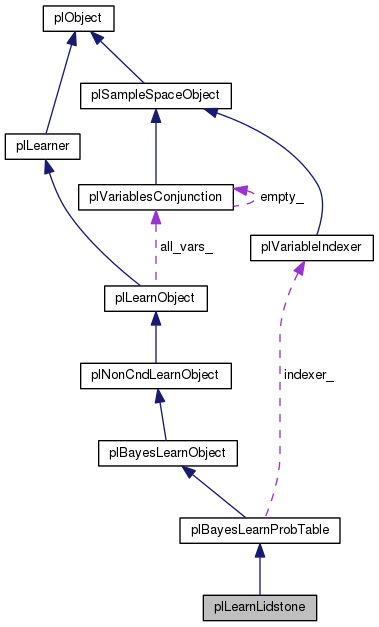 plObject
plSampleSpaceObject
plLearner
plVariablesConjunction
empty_
all_vars_
plVariableIndexer
plLearnObject
plNonCndLearnObject
indexer_
plBayesLearnObject
plBayesLearnProbTable
plLearnLidstone